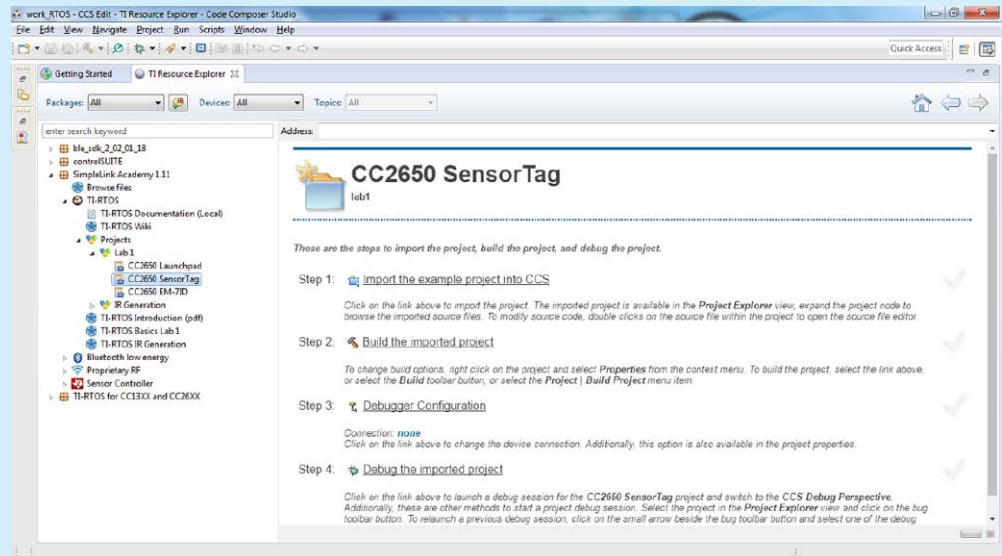 work_RTOS - CCS Edit - TI Resource Explorer - Code Composer Studio
File Edit View Navigate Project Run Scripts Window Help
Quick Access
Getting Started TI Resource Explorer
Packages: All Devices: All Topics: All
enter search keyword Address:
ble_sdk_2_02_01_18
controlSUITE
SimpleLink Academy 1.11
Browse files
TI-RTOS
TI-RTOS Documentation (Local)
TI-RTOS Wiki
Projects
Lab 1
CC2650 Launchpad
CC2650 SensorTag
CC2650 EM-7ID
IR Generation
TI-RTOS Introduction (pdf)
TI-RTOS Basics Lab 1
TI-RTOS IR Generation
Bluetooth low energy
Proprietary RF
Sensor Controller
TI-RTOS for CC13XX and CC26XX
CC2650 SensorTag
lab1
These are the steps to import the project, build the project, and debug the project.
Step 1: Import the example project into CCS
Click on the link above to import the project. The imported project is available in the Project Explorer view, expand the project node to
browse the imported source files. To modify source code, double clicks on the source file within the project to open the source file editor.
Step 2: Build the imported project
To change build options, right click on the project and select Properties from the context menu. To build the project, select the link above,
or select the Build toolbar button, or select the Project | Build Project menu item.
Step 3: Debugger Configuration
Connection: none
Click on the link above to change the device connection. Additionally, this option is also available in the project properties.
Step 4: Debug the imported project
Click on the link above to launch a debug session for the CC2650 SensorTag project and switch to the CCS Debug Perspective.
Additionally, these are other methods to start a project debug session. Select the project in the Project Explorer view and click on the bug
toolbar button. To relaunch a previous debug session, click on the small arrow beside the bug toolbar button and select one of the debug